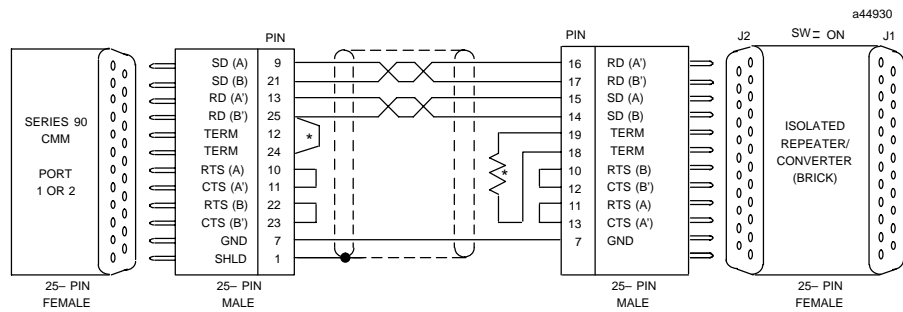 a44930
PIN PIN J2 SW = ON J1
SD (A) 9 16 RD (A')
SD (B) 21 17 RD (B')
RD (A') 13 15 SD (A)
RD (B') 25 14 SD (B)
TERM 12 * 19 TERM
TERM 24 18 TERM
RTS (A) 10 * 10 RTS (B)
CTS (A') 11 12 CTS (B')
RTS (B) 22 11 RTS (A)
CTS (B') 23 13 CTS (A')
GND 7 7 GND
SHLD 1
SERIES 90
CMM
PORT
1 OR 2
ISOLATED
REPEATER/
CONVERTER
(BRICK)
25– PIN
FEMALE
25– PIN
MALE
25– PIN
MALE
25– PIN
FEMALE